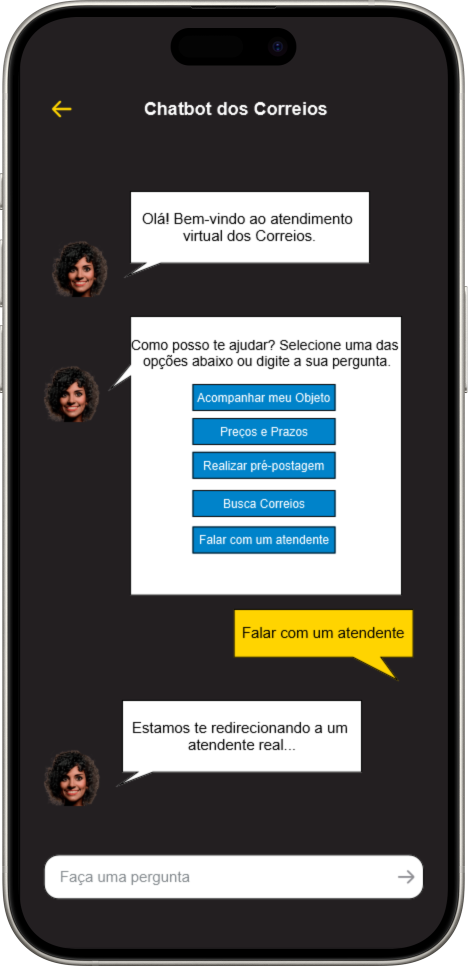 Chatbot dos Correios
Olá! Bem-vindo ao atendimento
virtual dos Correios.
Como posso te ajudar? Selecione uma das
opções abaixo ou digite a sua pergunta.
Acompanhar meu Objeto
Preços e Prazos
Realizar pré-postagem
Busca Correios
Falar com um atendente
Falar com um atendente
Estamos te redirecionando a um
atendente real...
Faça uma pergunta